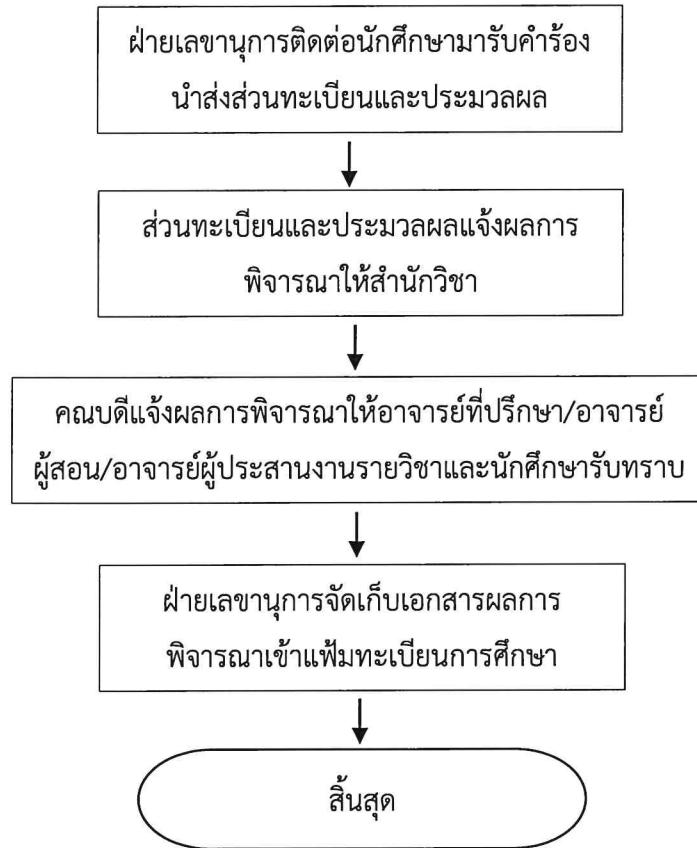 ฝ่ายเลขานุการติดต่อนักศึกษามารับคำร้อง
นำส่งส่วนทะเบียนและประมวลผล
ส่วนทะเบียนและประมวลผลแจ้งผลการ
พิจารณาให้สำนักวิชา
คณบดีแจ้งผลการพิจารณาให้อาจารย์ที่ปรึกษา/อาจารย์
ผู้สอน/อาจารย์ผู้ประสานงานรายวิชาและนักศึกษารับทราบ
ฝ่ายเลขานุการจัดเก็บเอกสารผลการ
พิจารณาเข้าแฟ้มทะเบียนการศึกษา
สิ้นสุด